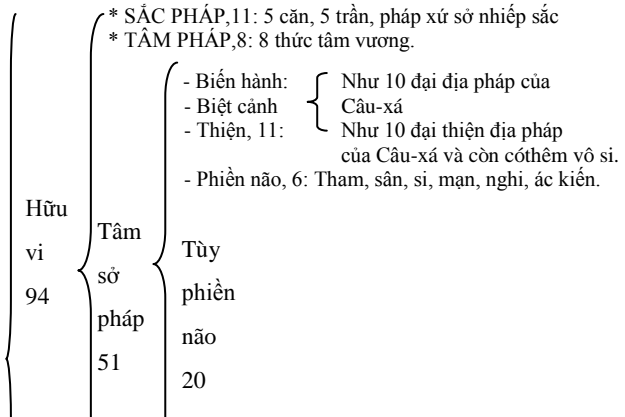 * SẮC PHÁP,11: 5 căn, 5 trần, pháp xứ sở nhiếp sắc
* TÂM PHÁP,8: 8 thức tâm vương.
- Biến hành: Như 10 đại địa pháp của
- Biệt cảnh Câu-xá
- Thiện, 11: Như 10 đại thiện địa pháp
của Câu-xá và còn cóthêm vô si.
- Phiền não, 6: Tham, sân, si, mạn, nghi, ác kiến.
Hữu
vi
94
Tâm
sở
pháp
51
Tùy
phiền
não
20